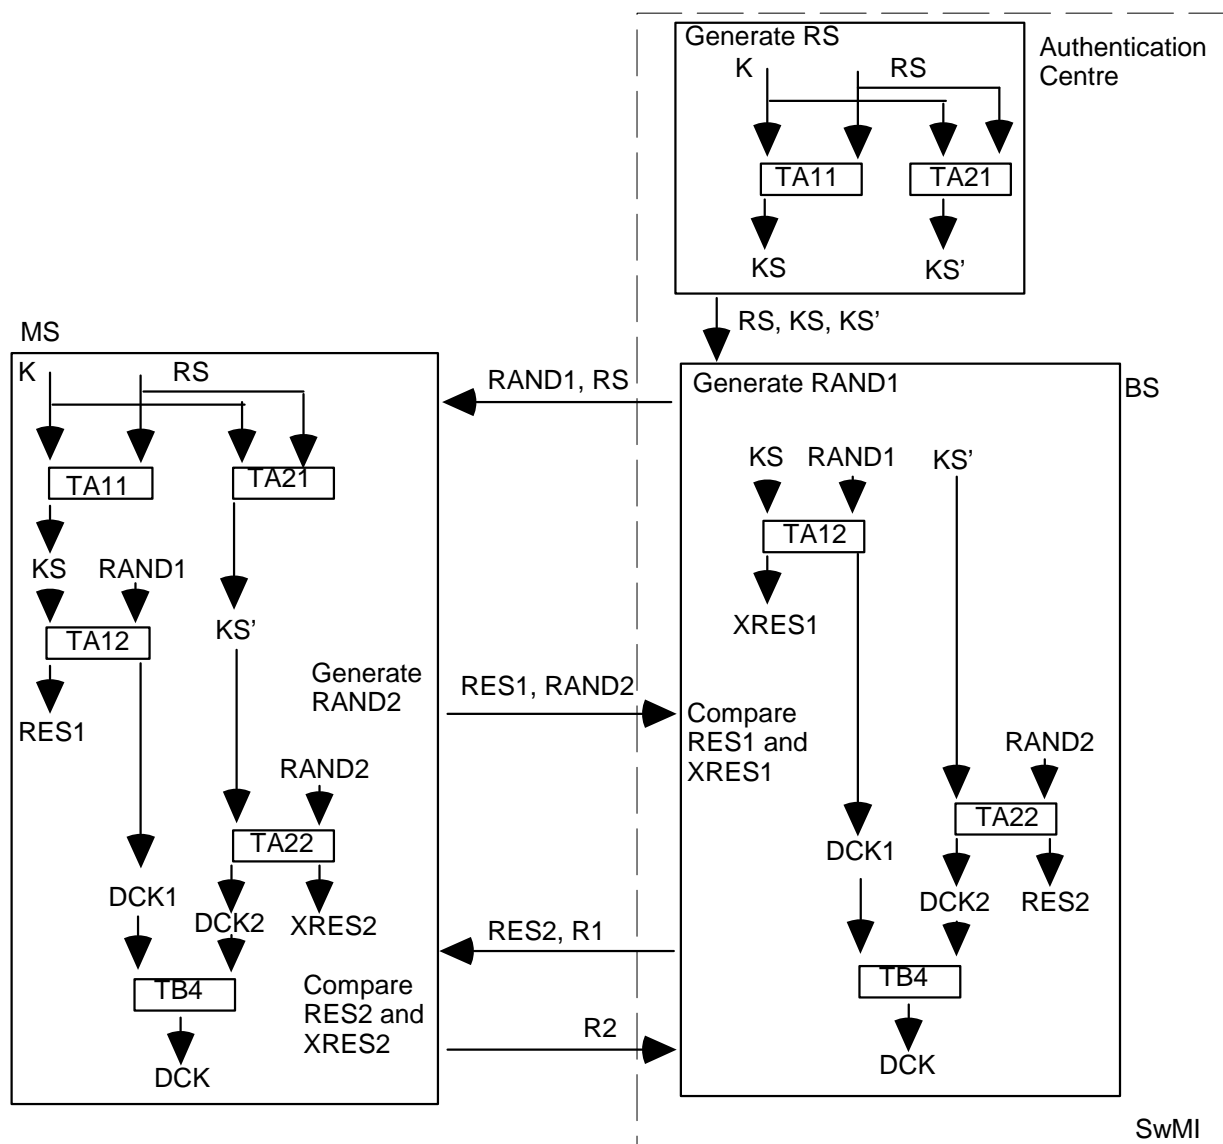 Generate RS
K
RS
TA11
TA21
KS
KS’
Authentication
Centre
RS, KS, KS’
MS
K
RS
TA11
TA21
KS
RAND1
TA12
KS’
RES1
Generate
RAND2
RAND2
TA22
DCK1
DCK2
XRES2
TB4
Compare
RES2 and
XRES2
DCK
RAND1, RS
RES1, RAND2
RES2, R1
R2
Generate RAND1
BS
KS
RAND1
KS’
TA12
XRES1
Compare
RES1 and
XRES1
RAND2
TA22
DCK1
DCK2
RES2
TB4
DCK
SwMI